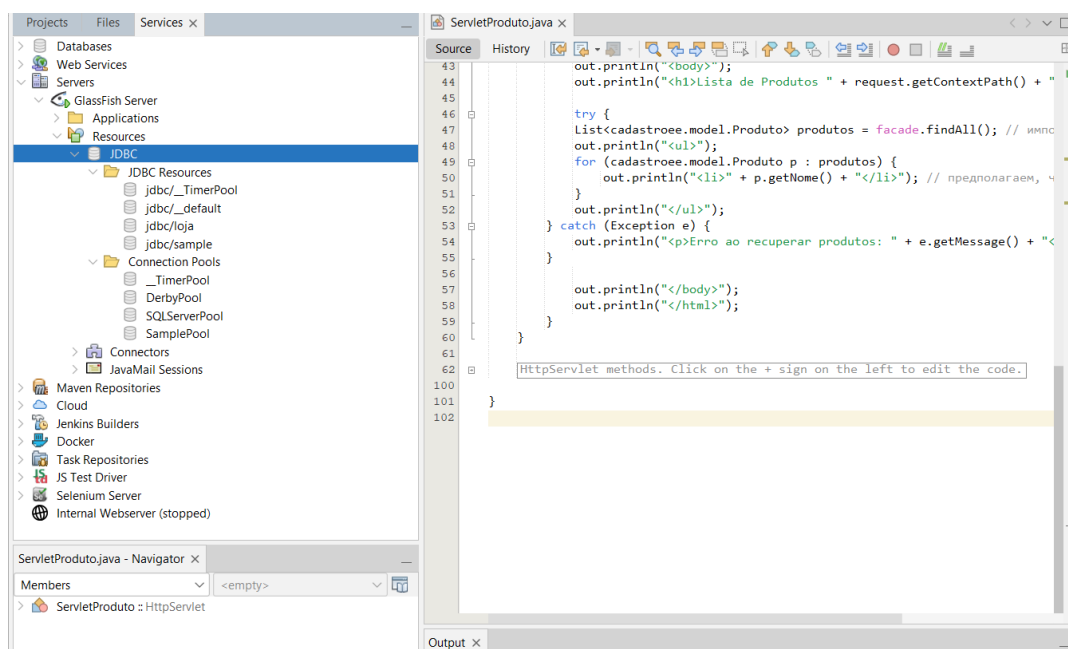 Projects Files Services
Databases
Web Services
Servers
GlassFish Server
Applications
Resources
JDBC
JDBC Resources
jdbc/__TimerPool
jdbc/__default
jdbc/loja
jdbc/sample
Connection Pools
__TimerPool
DerbyPool
SQLServerPool
SamplePool
Connectors
JavaMail Sessions
Maven Repositories
Cloud
Jenkins Builders
Docker
Task Repositories
JS Test Driver
Selenium Server
Internal Webserver (stopped)
ServletProduto.java - Navigator
Members <empty>
ServletProduto :: HttpServlet
ServletProduto.java
Source History
43 out.println("<body>");
44 out.println("<h1>Lista de Produtos " + request.getContextPath() + "
45
46 try {
47 List<cadastroee.model.Produto> produtos = facade.findAll(); // импо
48 out.println("<ul>");
49 for (cadastroee.model.Produto p : produtos) {
50 out.println("<li>" + p.getNome() + "</li>"); // предполагаем, ч
51 }
52 out.println("</ul>");
53 } catch (Exception e) {
54 out.println("<p>Erro ao recuperar produtos: " + e.getMessage() + "<
55 }
56
57 out.println("</body>");
58 out.println("</html>");
59 }
60 }
61
62 HttpServlet methods. Click on the + sign on the left to edit the code.
100
101 }
102
Output